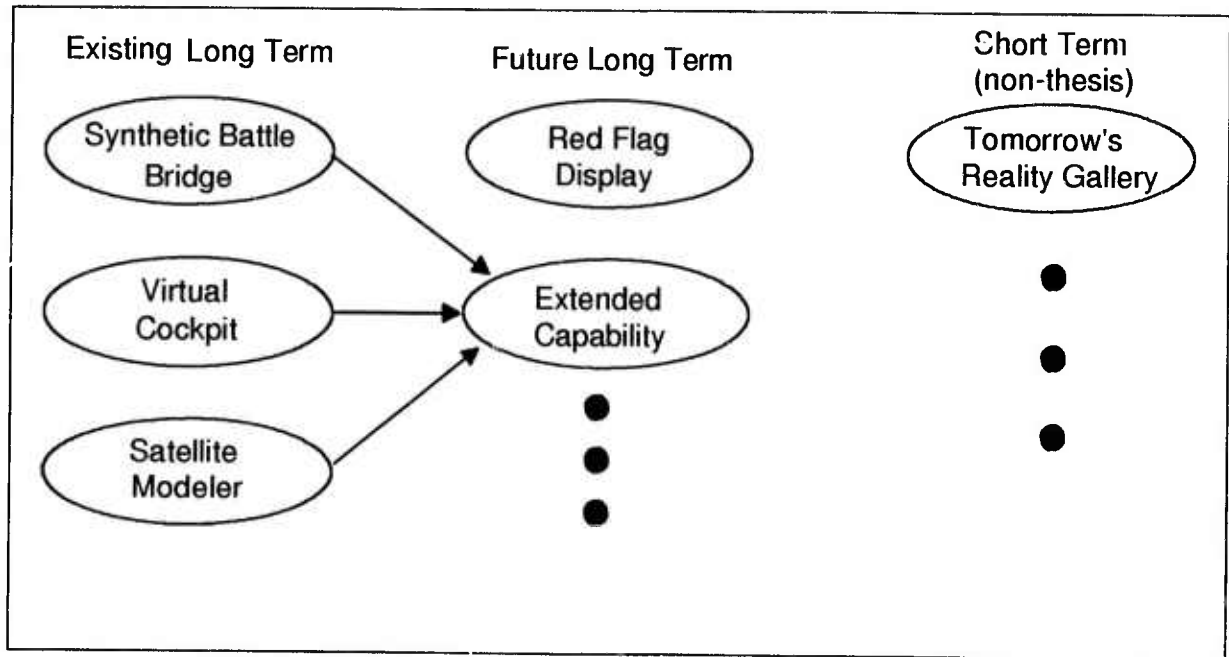 Existing Long Term
Synthetic Battle
Bridge
Virtual
Cockpit
Satellite
Modeler
Future Long Term
Red Flag
Display
Extended
Capability
Short Term
(non-thesis)
Tomorrow's
Reality Gallery